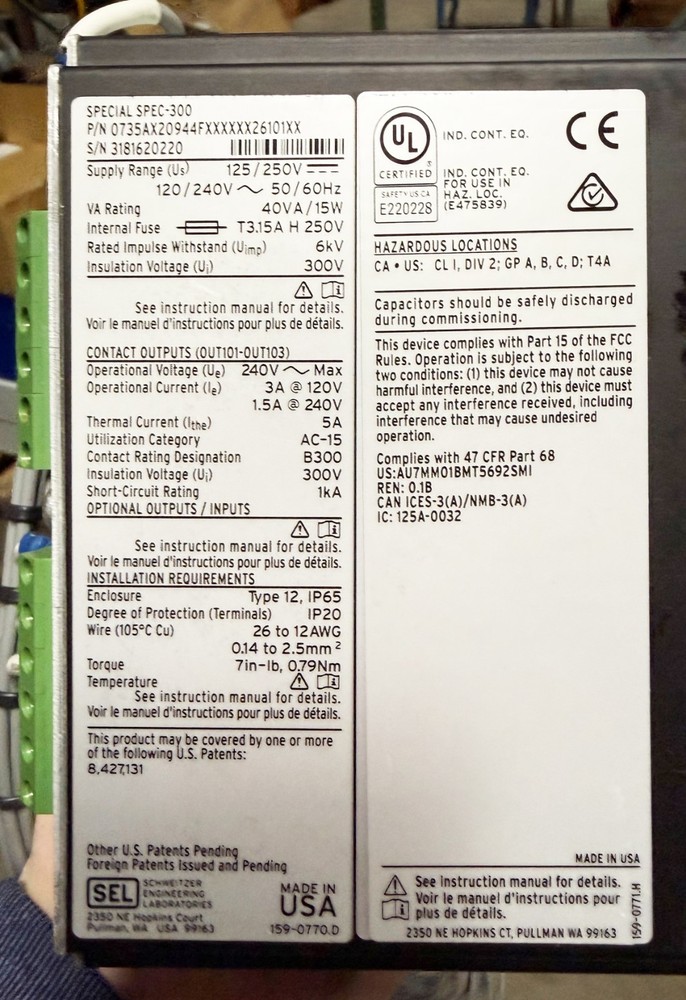 SPECIAL SPEC-300
P/N 0735AX20944FXXXXXX26101XX
S/N 3181620220
Supply Range (Us) 125/250V ⎓
120/240V ∼ 50/60Hz
VA Rating 40VA/15W
Internal Fuse T3.15A H 250V
Rated Impulse Withstand (Uimp) 6kV
Insulation Voltage (Ui) 300V
See instruction manual for details.
Voir le manuel d'instructions pour plus de détails.
CONTACT OUTPUTS (OUT101-OUT103)
Operational Voltage (Ue) 240V ∼ Max
Operational Current (Ie) 3A @ 120V
1.5A @ 240V
Thermal Current (Ithe) 5A
Utilization Category AC-15
Contact Rating Designation B300
Insulation Voltage (Ui) 300V
Short-Circuit Rating 1kA
OPTIONAL OUTPUTS / INPUTS
See instruction manual for details.
Voir le manuel d'instructions pour plus de détails.
INSTALLATION REQUIREMENTS
Enclosure Type 12, IP65
Degree of Protection (Terminals) IP20
Wire (105°C Cu) 26 to 12AWG
0.14 to 2.5mm²
Torque 7in-lb, 0.79Nm
Temperature
See instruction manual for details.
Voir le manuel d'instructions pour plus de détails.
This product may be covered by one or more
of the following U.S. Patents:
8,427,131
Other U.S. Patents Pending
Foreign Patents Issued and Pending
SEL SCHWEITZER
ENGINEERING
LABORATORIES
2350 NE Hopkins Court
Pullman, WA USA 99163
MADE IN
USA
159-0770.D
UL
®
CERTIFIED
SAFETY US CA
E220228
IND. CONT. EQ.
IND. CONT. EQ.
FOR USE IN
HAZ. LOC.
(E475839)
CE
HAZARDOUS LOCATIONS
CA • US: CL I, DIV 2; GP A, B, C, D; T4A
Capacitors should be safely discharged
during commissioning.
This device complies with Part 15 of the FCC
Rules. Operation is subject to the following
two conditions: (1) this device may not cause
harmful interference, and (2) this device must
accept any interference received, including
interference that may cause undesired
operation.
Complies with 47 CFR Part 68
US:AU7MM01BMT5692SMI
REN: 0.1B
CAN ICES-3(A)/NMB-3(A)
IC: 125A-0032
MADE IN USA
See instruction manual for details.
Voir le manuel d'instructions pour
plus de détails.
2350 NE HOPKINS CT, PULLMAN WA 99163
159-0771.H